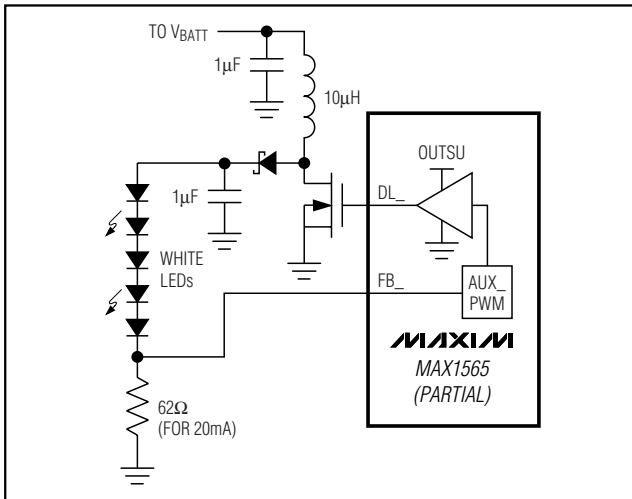 TO VBATT
1µF
10µH
OUTSU
DL_
1µF
WHITE
LEDs
FB_
AUX_
PWM
MAXIM
MAX1565
(PARTIAL)
62Ω
(FOR 20mA)